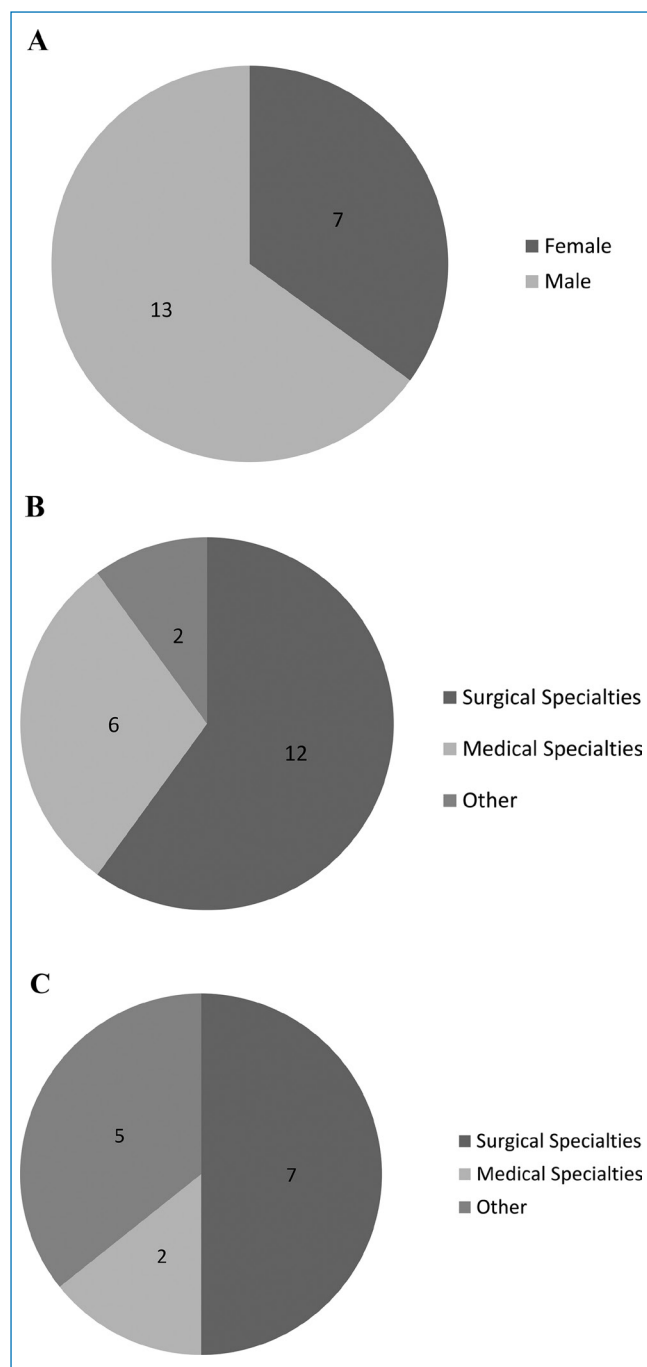 A
7
Female
13
Male
B
2
Surgical Specialties
6
Medical Specialties
12
Other
C
5
Surgical Specialties
7
Medical Specialties
2
Other